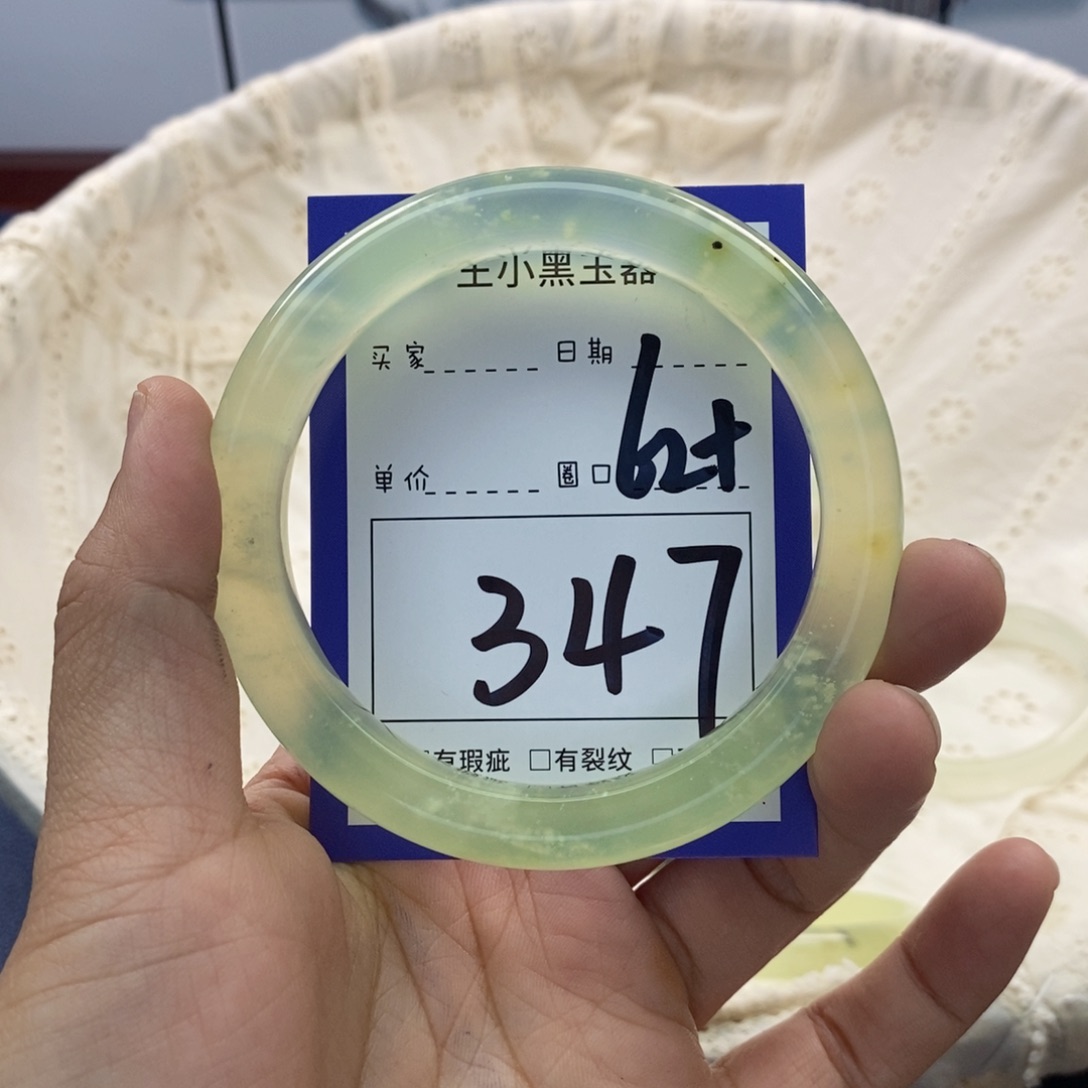 王小黑玉器
买家 日期
62+
单价 圈口
347
有瑕疵 □有裂纹 □